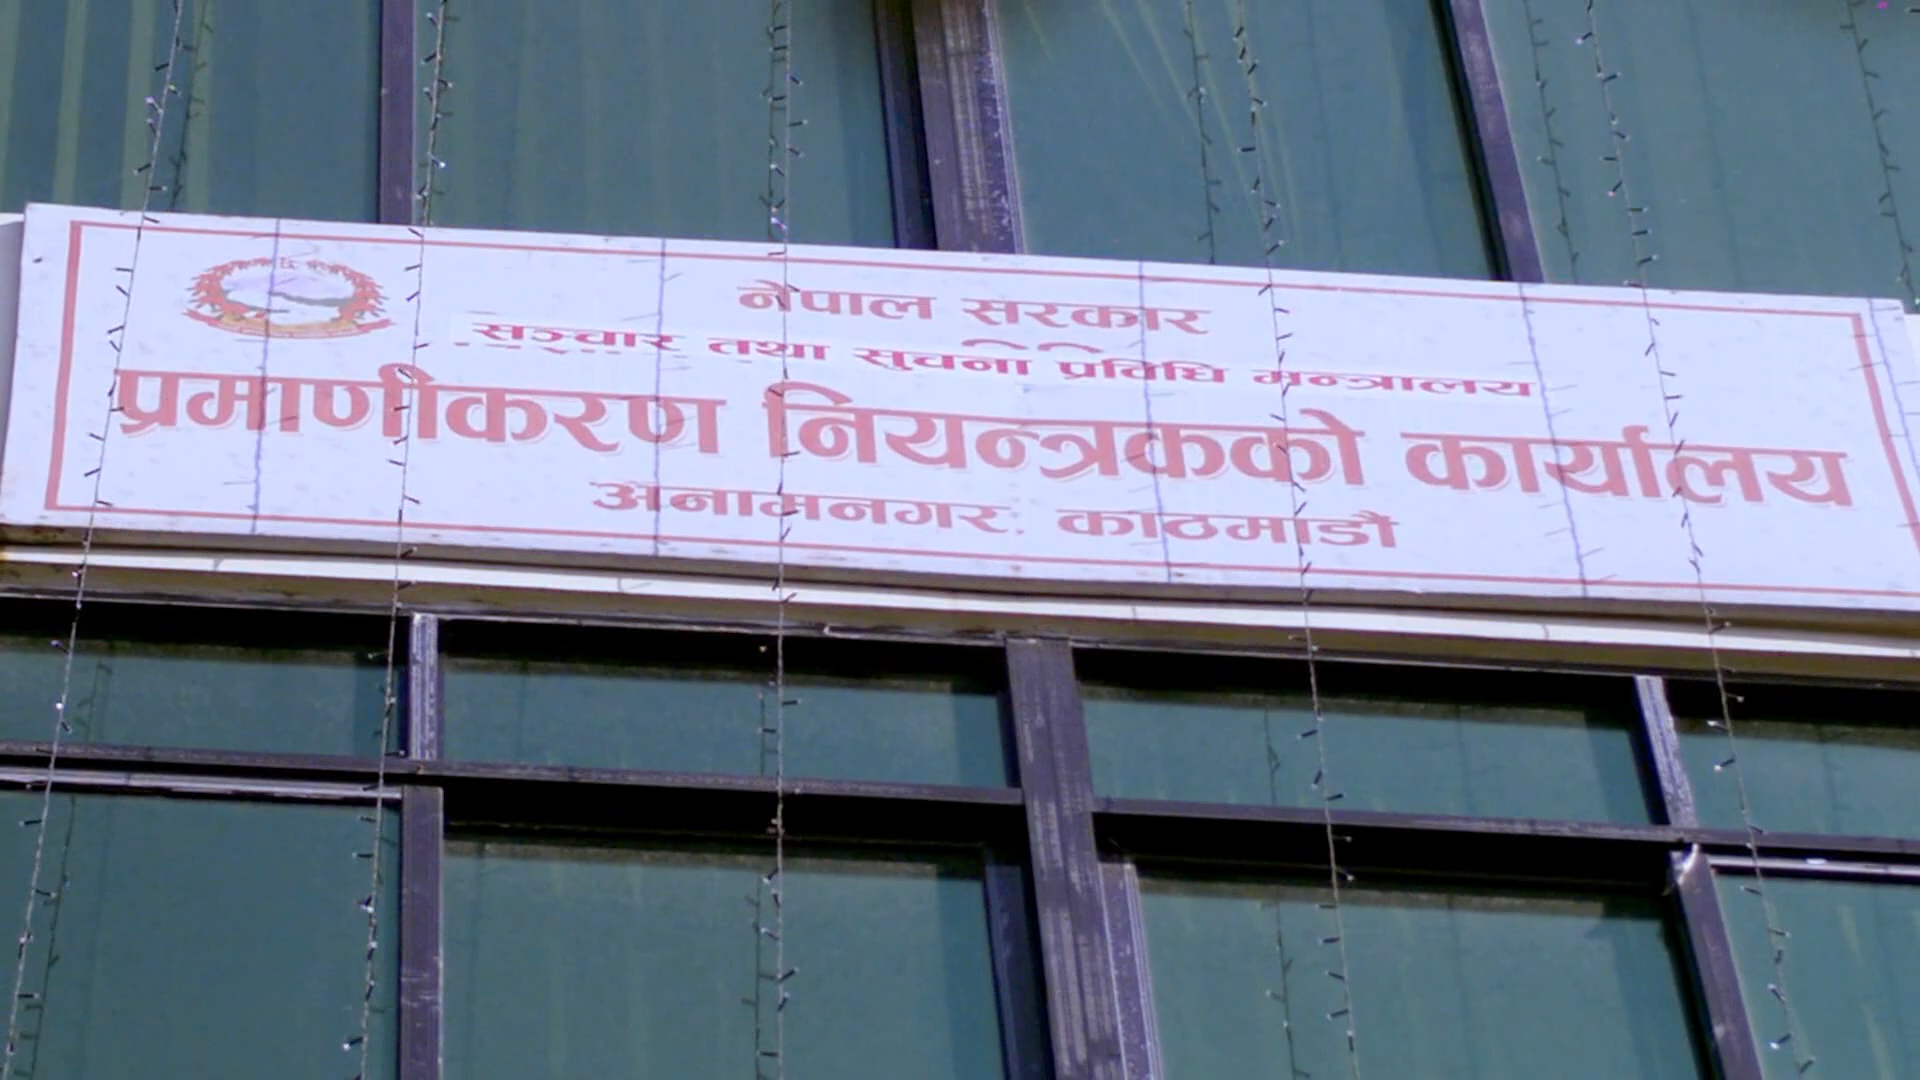 नेपाल सरकार
सञ्चार तथा सुचना प्रविधि मन्त्रालय
प्रमाणीकरण नियन्त्रकको कार्यालय
अनामनगर, काठमाडौं